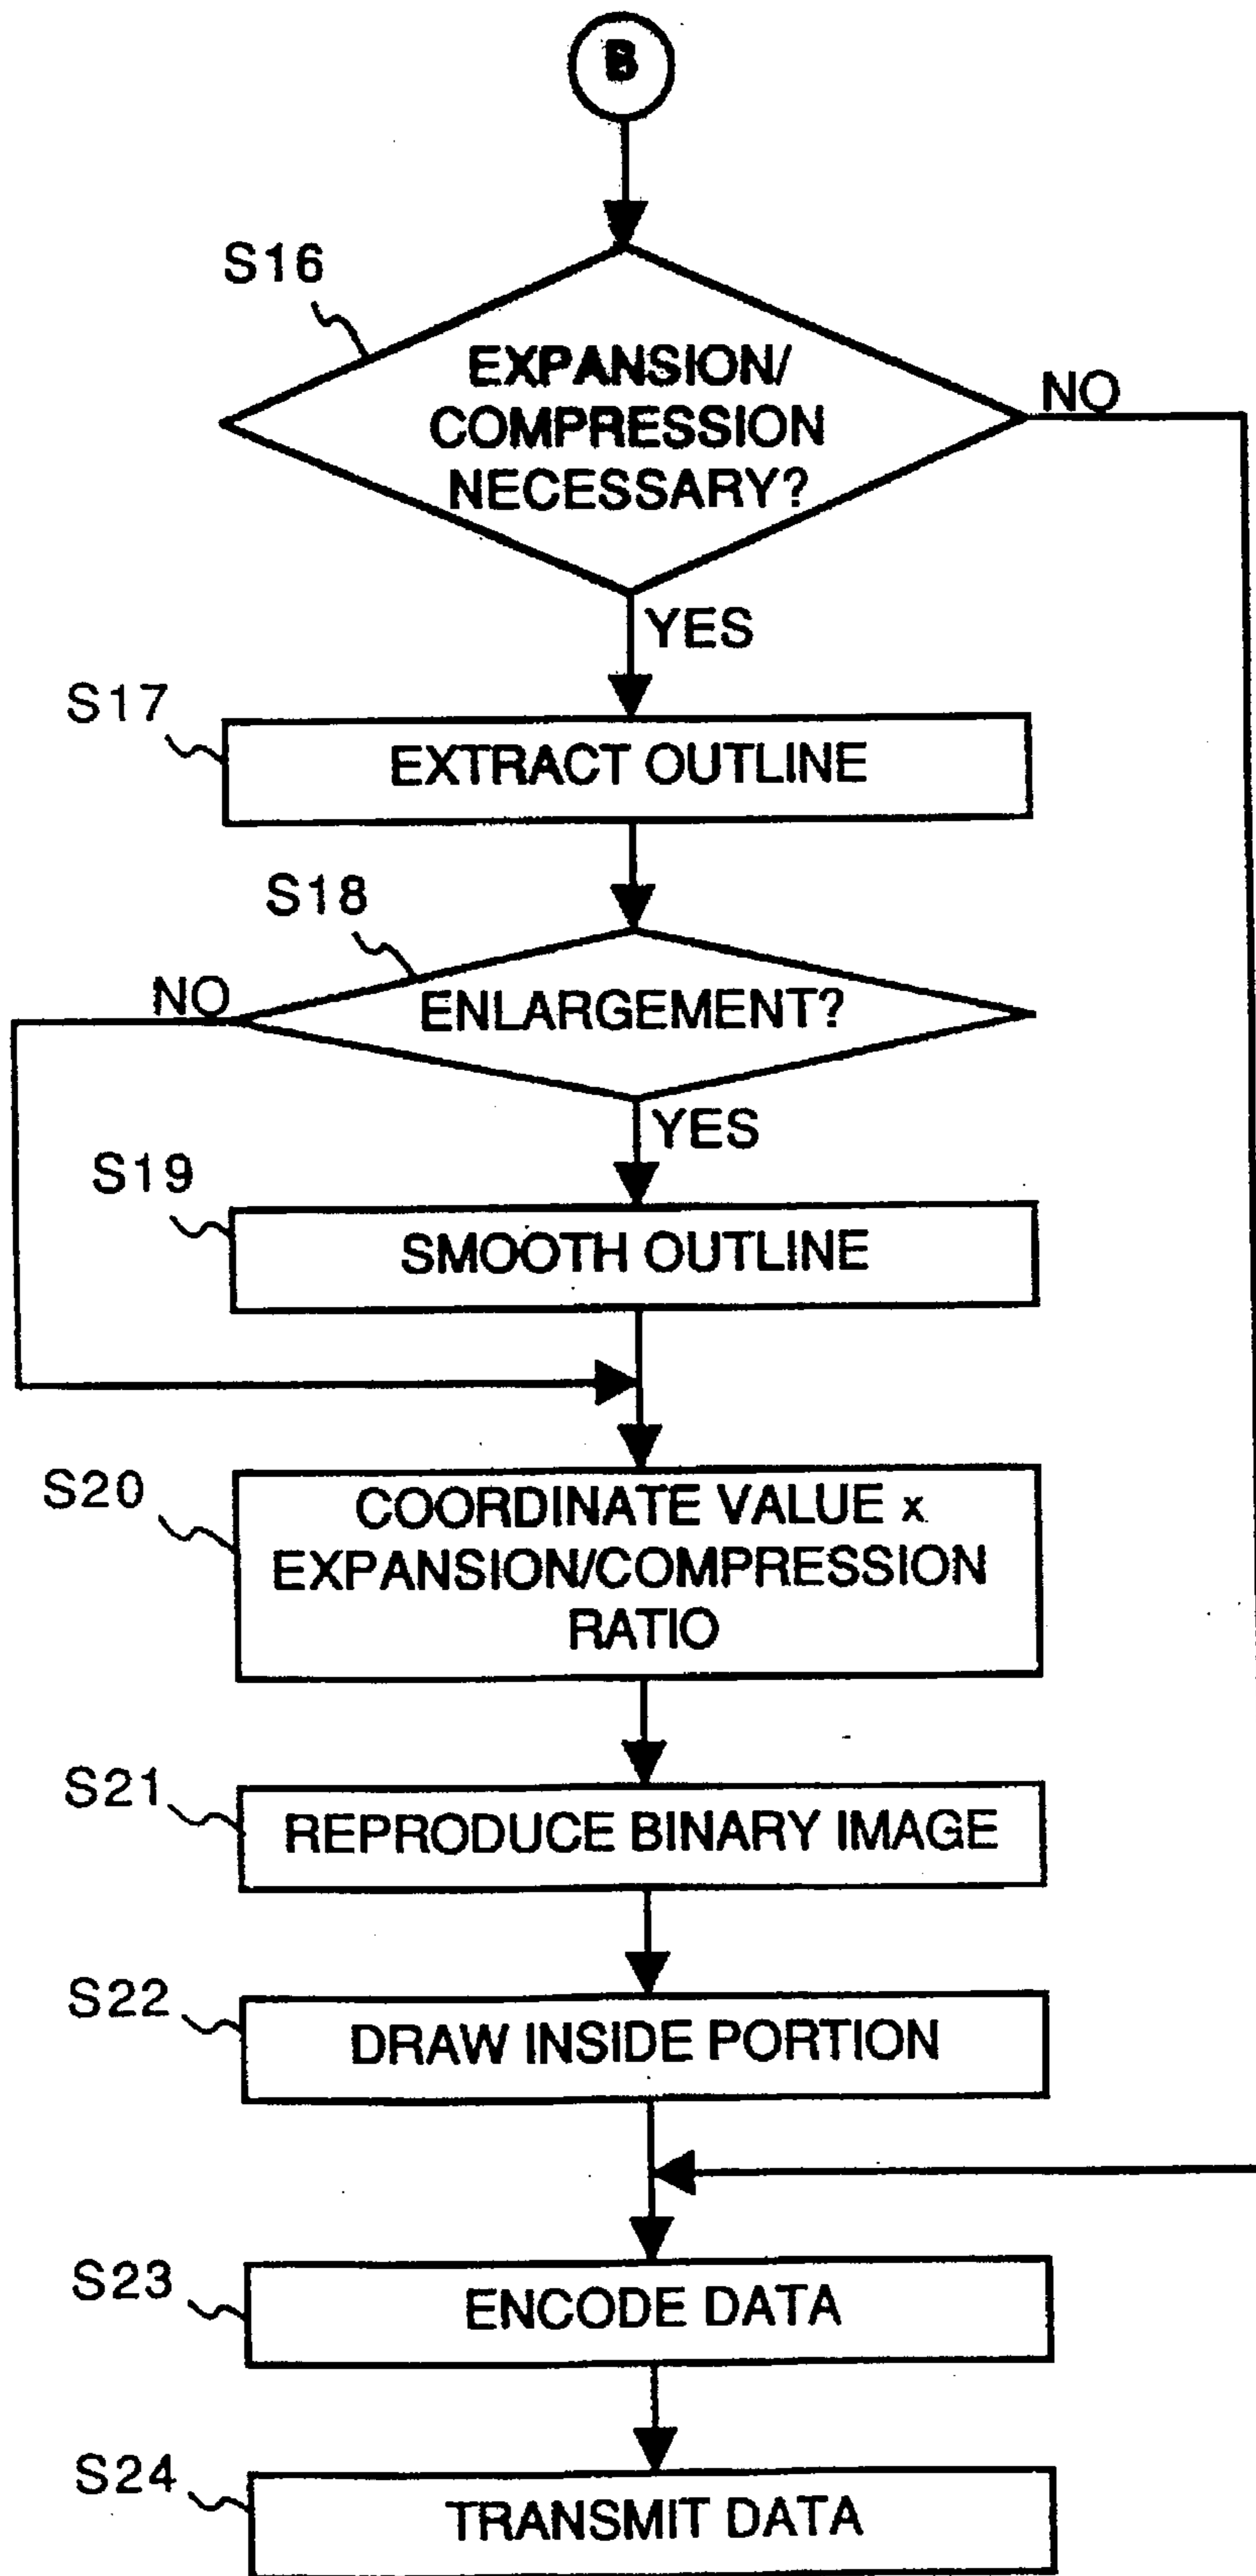 B
S16
EXPANSION/
COMPRESSION
NECESSARY?
NO
YES
S17
EXTRACT OUTLINE
S18
NO
ENLARGEMENT?
YES
S19
SMOOTH OUTLINE
S20
COORDINATE VALUE x
EXPANSION/COMPRESSION
RATIO
S21
REPRODUCE BINARY IMAGE
S22
DRAW INSIDE PORTION
S23
ENCODE DATA
S24
TRANSMIT DATA